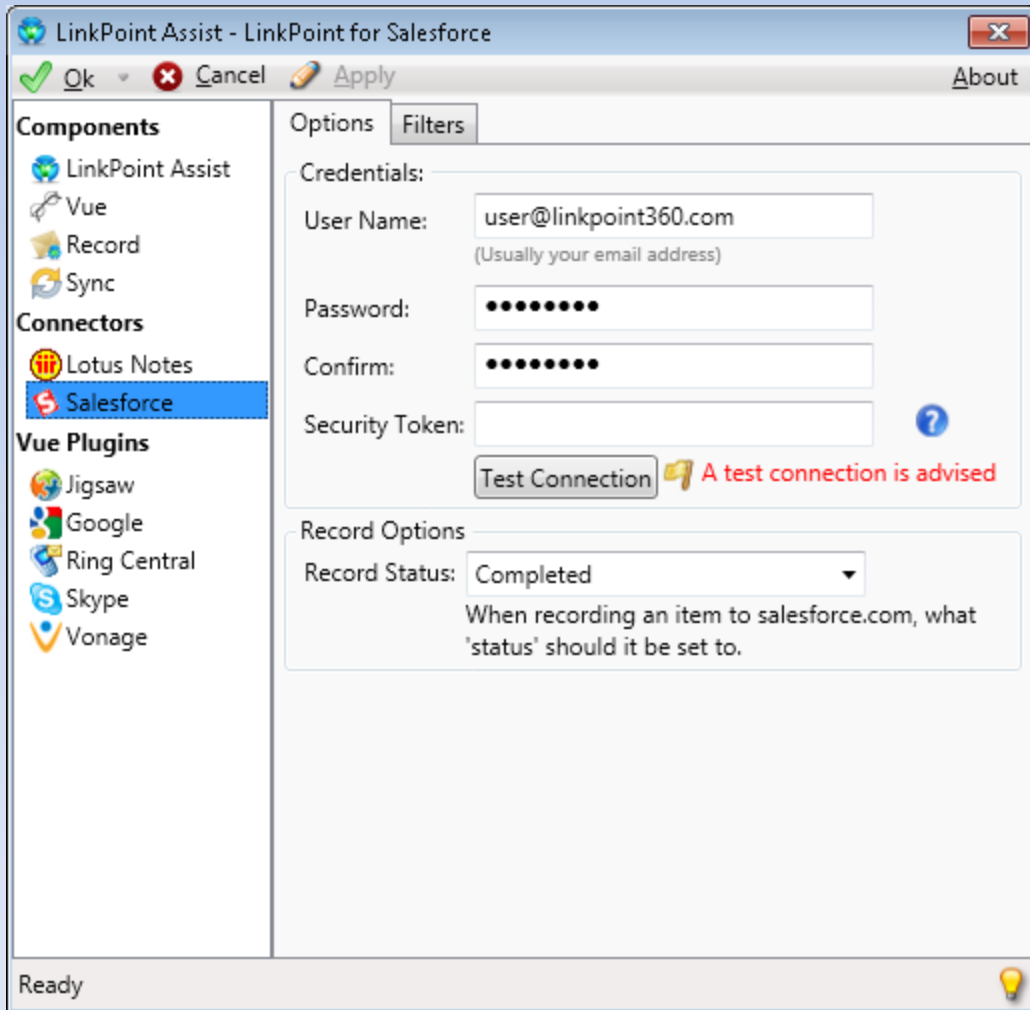 LinkPoint Assist - LinkPoint for Salesforce
Ok Cancel Apply About
Components
LinkPoint Assist
Vue
Record
Sync
Connectors
Lotus Notes
Salesforce
Vue Plugins
Jigsaw
Google
Ring Central
Skype
Vonage
Options Filters
Credentials:
User Name: user@linkpoint360.com
(Usually your email address)
Password: ••••••••
Confirm: ••••••••
Security Token:
Test Connection A test connection is advised
Record Options
Record Status: Completed
When recording an item to salesforce.com, what
'status' should it be set to.
Ready